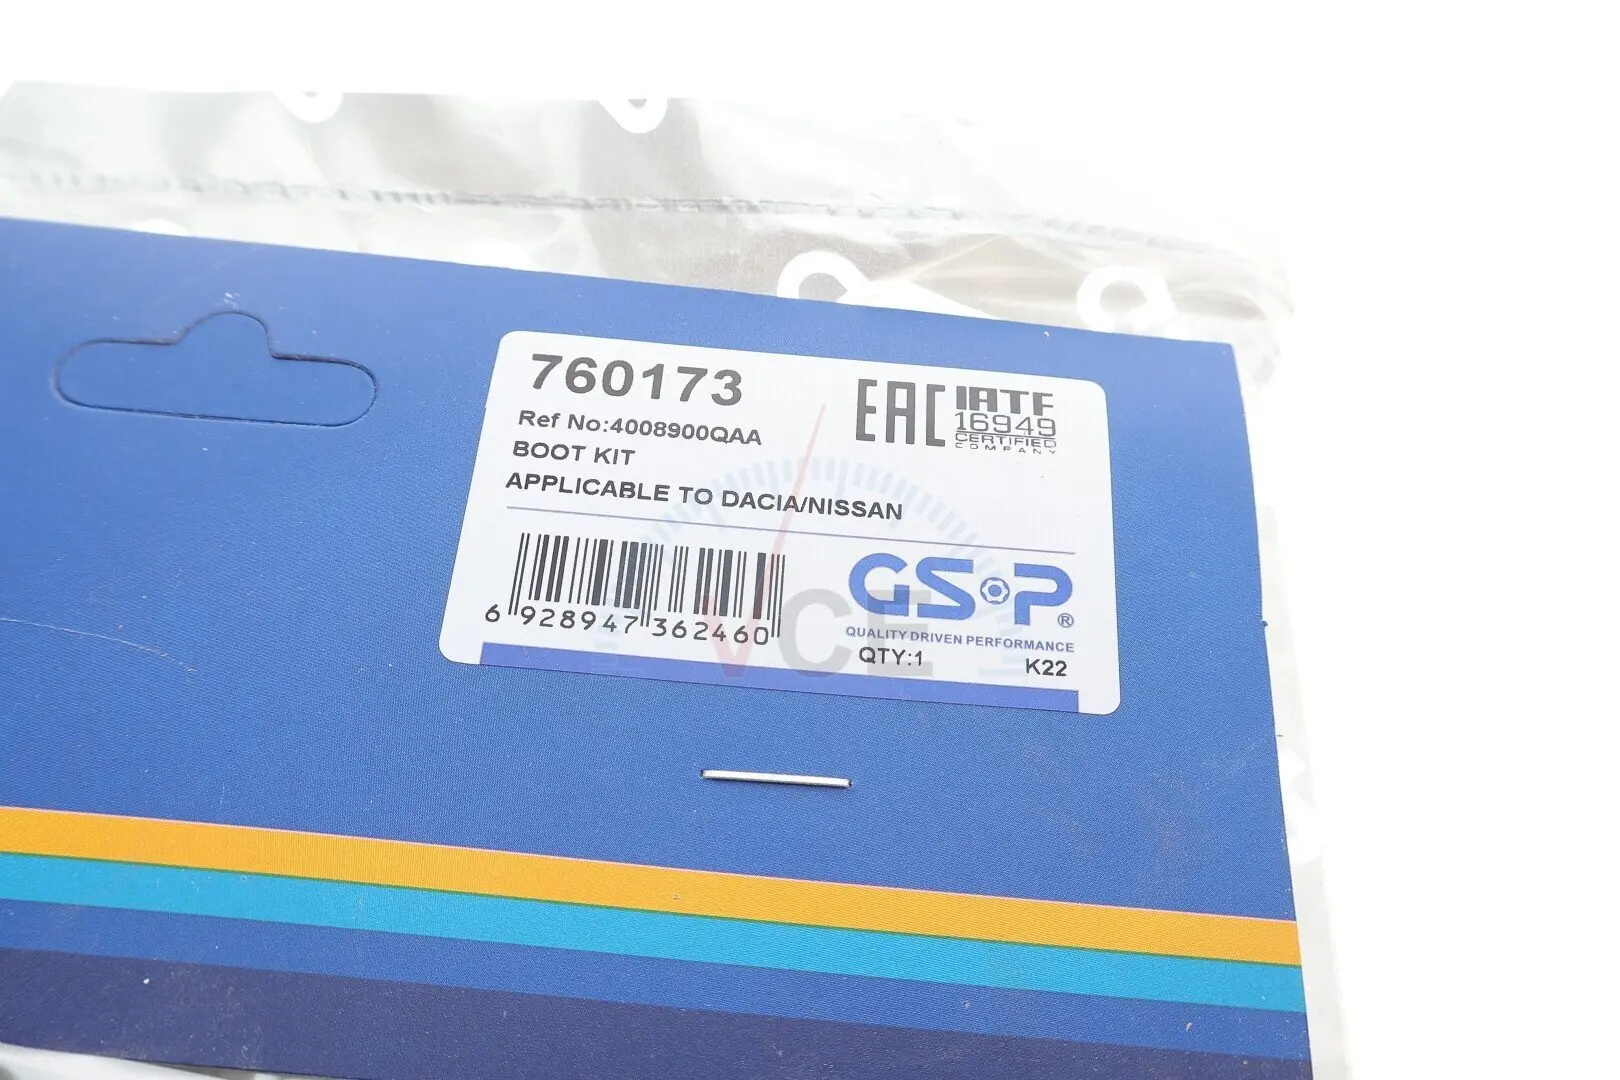 760173
Ref No:4008900QAA
BOOT KIT
APPLICABLE TO DACIA/NISSAN
EAC
IATF
16949
CERTIFIED
COMPANY
6 928947 362460
GSP®
QUALITY DRIVEN PERFORMANCE
QTY:1
K22
VCE